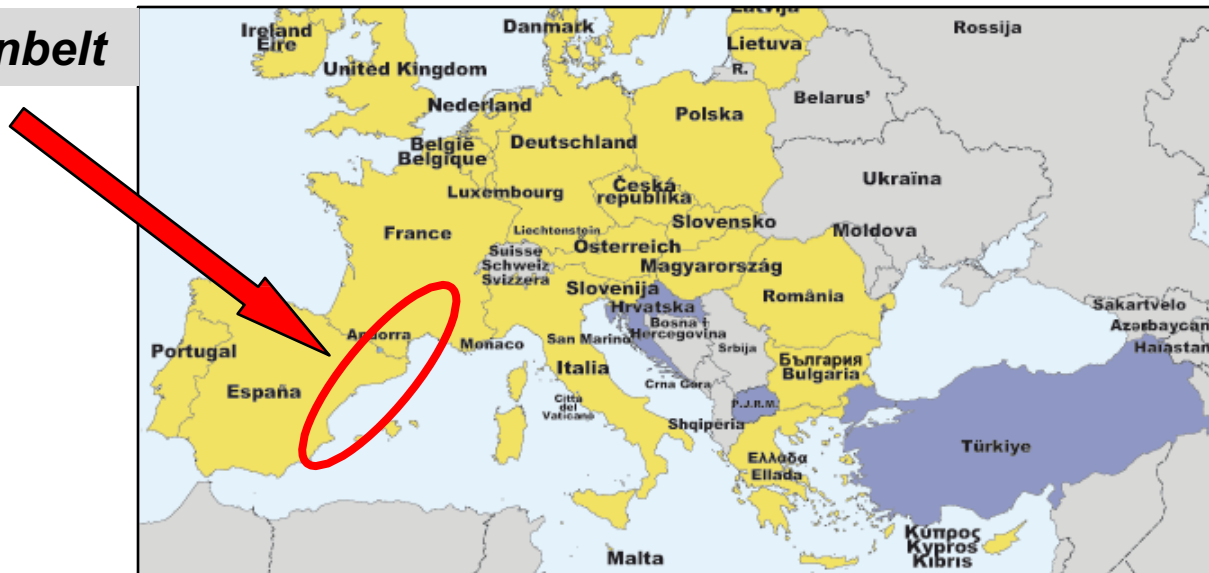 nbelt
Ireland
Éire
Danmark
Latvija
Lietuva
R.
Rossija
United Kingdom
Nederland
België
Belgique
Deutschland
Polska
Belarus'
Luxembourg
Česká
republika
Ukraïna
France
Liechtenstein
Slovensko
Moldova
Suisse
Schweiz
Svizzera
Österreich
Magyarország
Slovenija
Hrvatska
România
Bosna i
Hercegovina
Srbija
Sakartvelo
Azərbaycan
Haïastan
Portugal
Andorra
Monaco
San Marino
España
Italia
България
Bulgaria
Crna Gora
P.J.R.M.
Città
del
Vaticano
Shqipëria
Ελλάδα
Ellada
Türkiye
Κύπρος
Kypros
Kibris
Malta